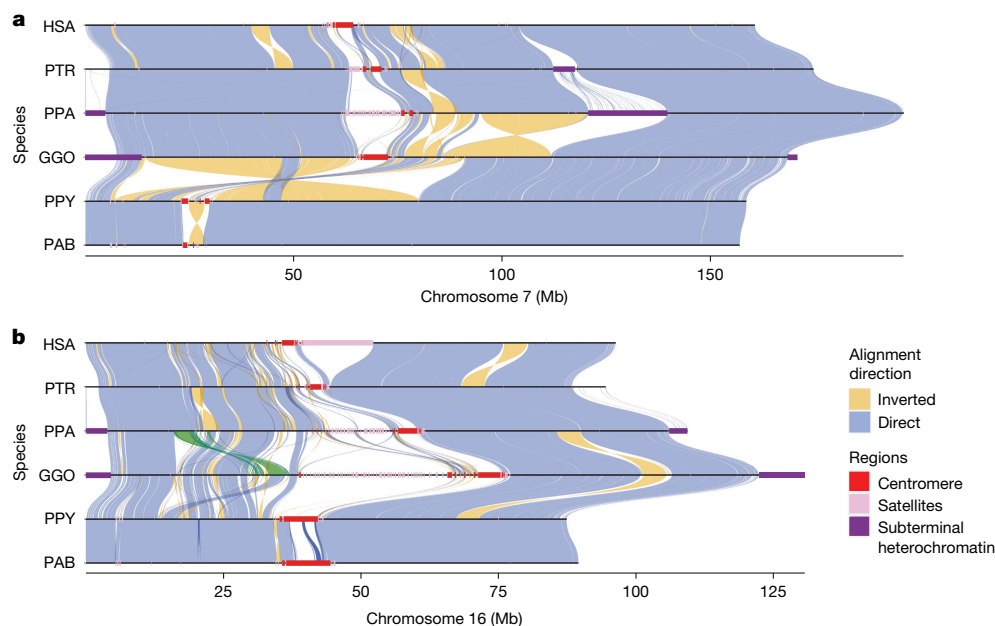 a
HSA
PTR
PPA
GGO
PPY
PAB
Species
50
100
150
Chromosome 7 (Mb)
b
HSA
PTR
PPA
GGO
PPY
PAB
Species
25
50
75
100
125
Chromosome 16 (Mb)
Alignment
direction
Inverted
Direct
Regions
Centromere
Satellites
Subterminal
heterochromatin